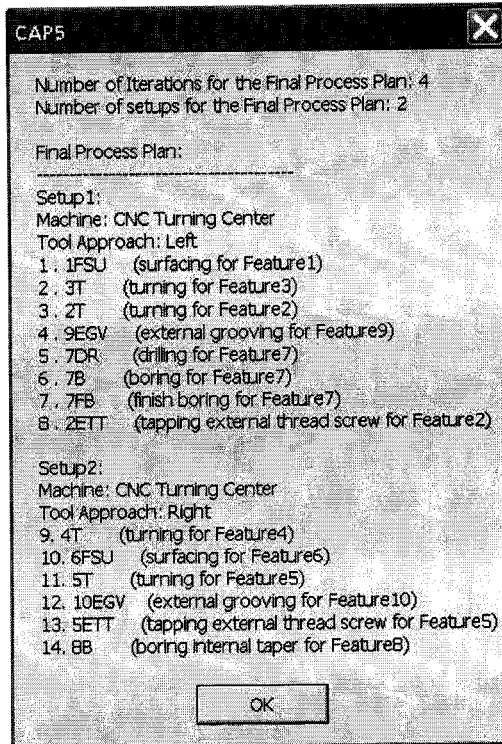 CAPS
Number of Iterations for the Final Process Plan: 4
Number of setups for the Final Process Plan: 2
Final Process Plan:
--------------------------------
Setup1:
Machine: CNC Turning Center
Tool Approach: Left
1 . 1FSU (surfacing for Feature1)
2 . 3T (turning for Feature3)
3 . 2T (turning for Feature2)
4 . 9EGV (external grooving for Feature9)
5 . 7DR (drilling for Feature7)
6 . 7B (boring for Feature7)
7 . 7FB (finish boring for Feature7)
8 . 2ETT (tapping external thread screw for Feature2)
Setup2:
Machine: CNC Turning Center
Tool Approach: Right
9. 4T (turning for Feature4)
10. 6FSU (surfacing for Feature6)
11. 5T (turning for Feature5)
12. 10EGV (external grooving for Feature10)
13. 5ETT (tapping external thread screw for Feature5)
14. 8B (boring internal taper for Feature8)
OK